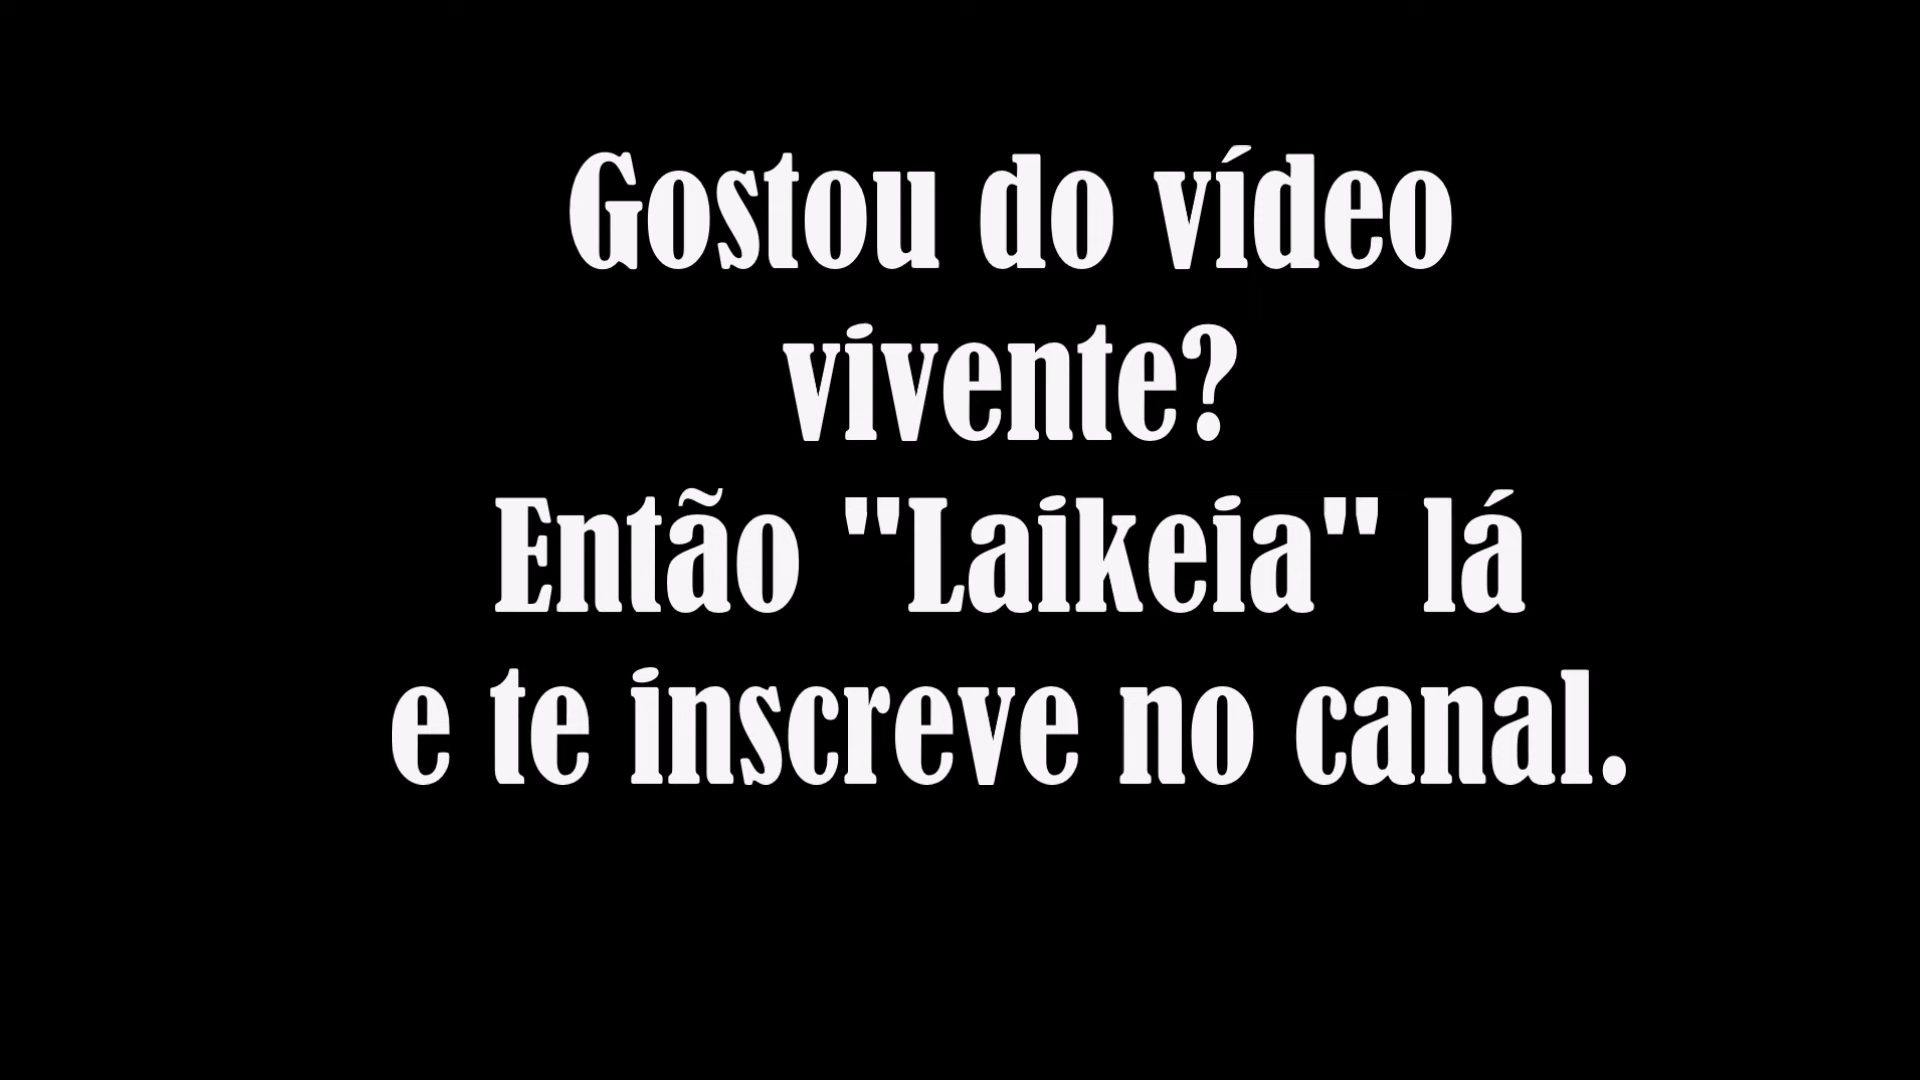 Gostou do vídeo
vivente?
Então "Laikeia" lá
e te inscreve no canal.